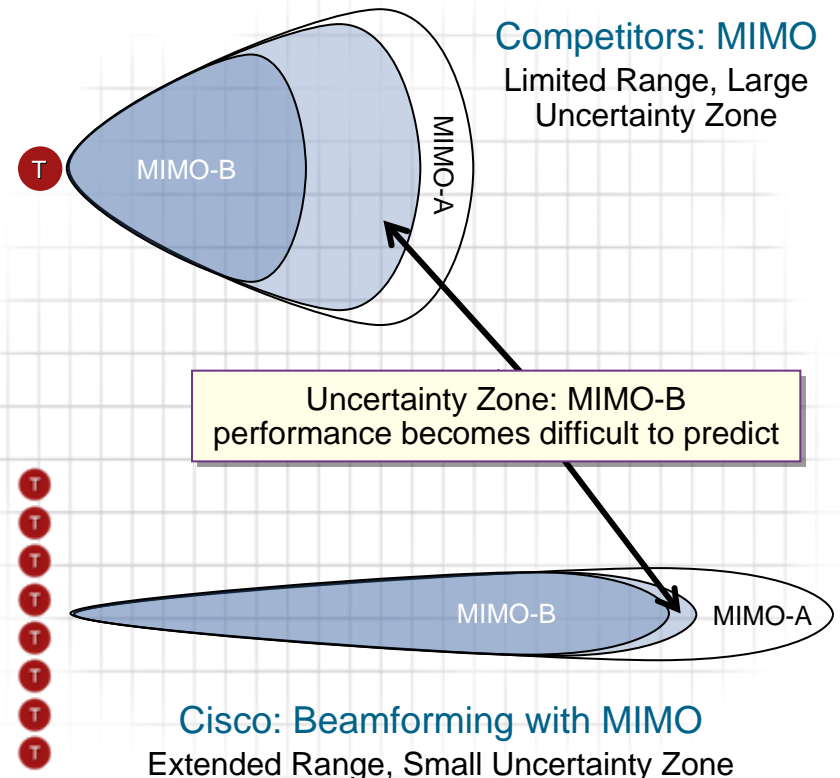 Competitors: MIMO
Limited Range, Large
Uncertainty Zone
T
MIMO-B
MIMO-A
Uncertainty Zone: MIMO-B
performance becomes difficult to predict
T
T
T
T
T
T
T
T
MIMO-B
MIMO-A
Cisco: Beamforming with MIMO
Extended Range, Small Uncertainty Zone